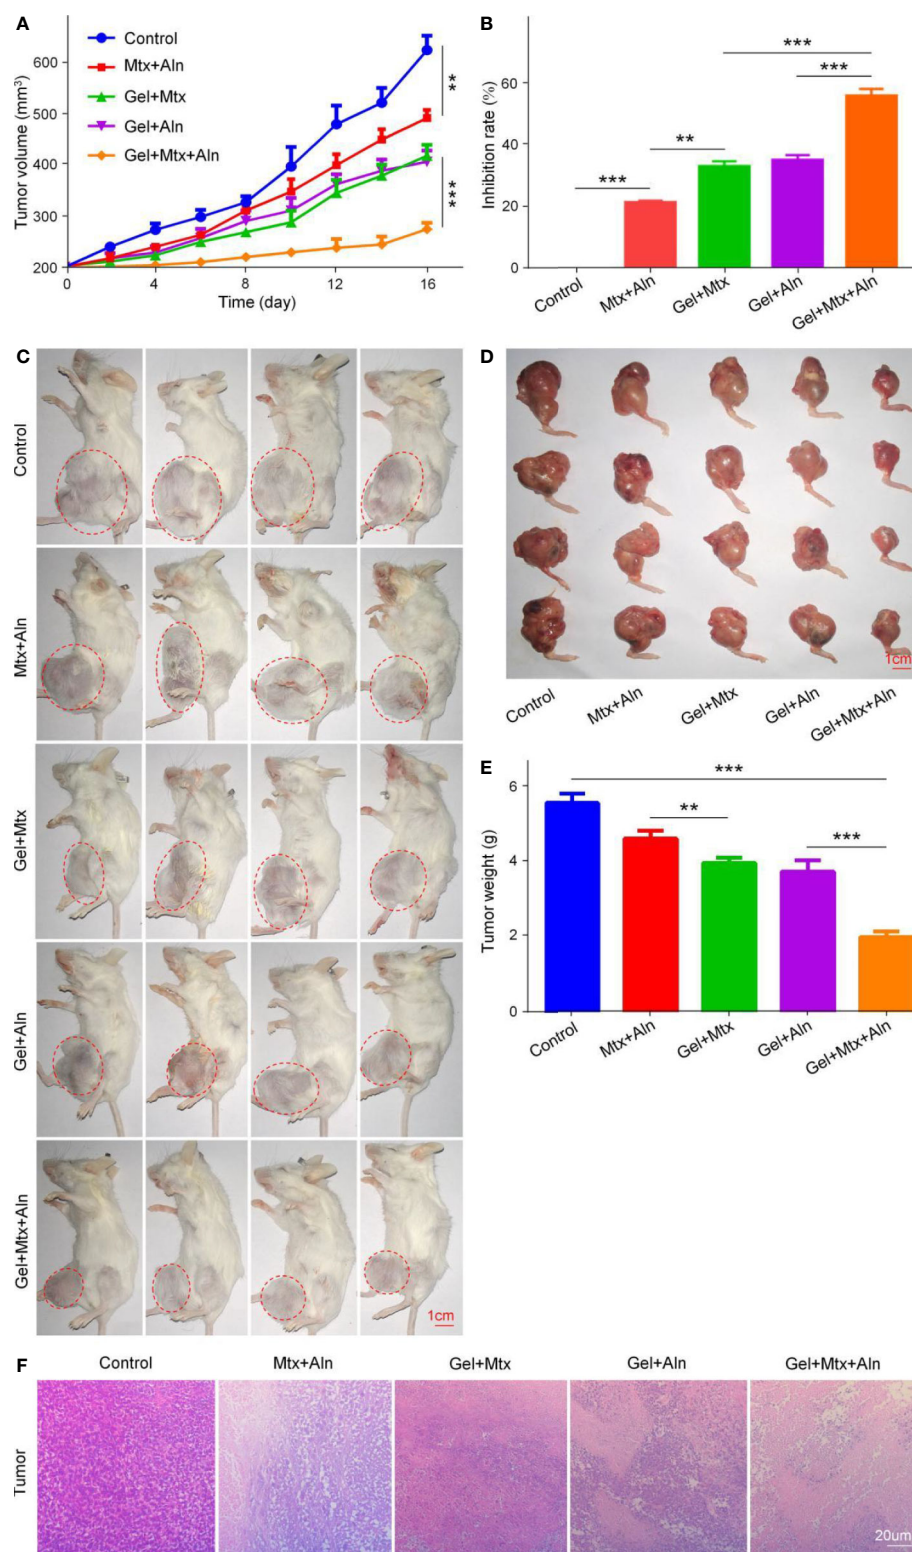 A
Control
Mtx+Aln
Gel+Mtx
Gel+Aln
Gel+Mtx+Aln
Tumor volume (mm³)
600
500
400
300
200
0
4
8
12
16
Time (day)
**
***
B
Inhibition rate (%)
60
40
20
0
***
**
***
***
Control
Mtx+Aln
Gel+Mtx
Gel+Aln
Gel+Mtx+Aln
C
Control
Mtx+Aln
Gel+Mtx
Gel+Aln
Gel+Mtx+Aln
1cm
D
1cm
Control
Mtx+Aln
Gel+Mtx
Gel+Aln
Gel+Mtx+Aln
E
Tumor weight (g)
6
4
2
0
***
**
***
Control
Mtx+Aln
Gel+Mtx
Gel+Aln
Gel+Mtx+Aln
F
Control
Mtx+Aln
Gel+Mtx
Gel+Aln
Gel+Mtx+Aln
Tumor
20um